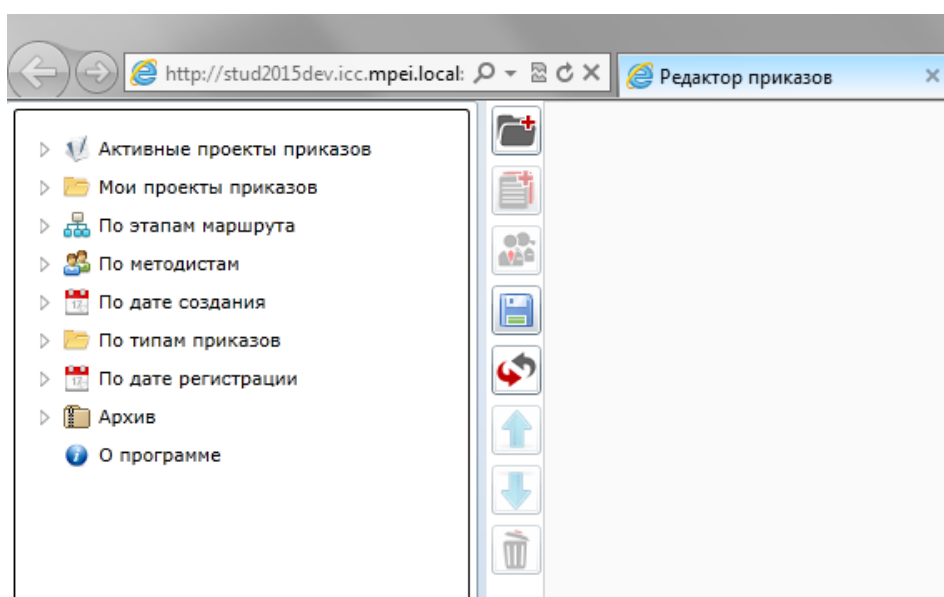 http://stud2015dev.icc.mpei.local:
Редактор приказов
Активные проекты приказов
Мои проекты приказов
По этапам маршрута
По методистам
По дате создания
По типам приказов
По дате регистрации
Архив
О программе